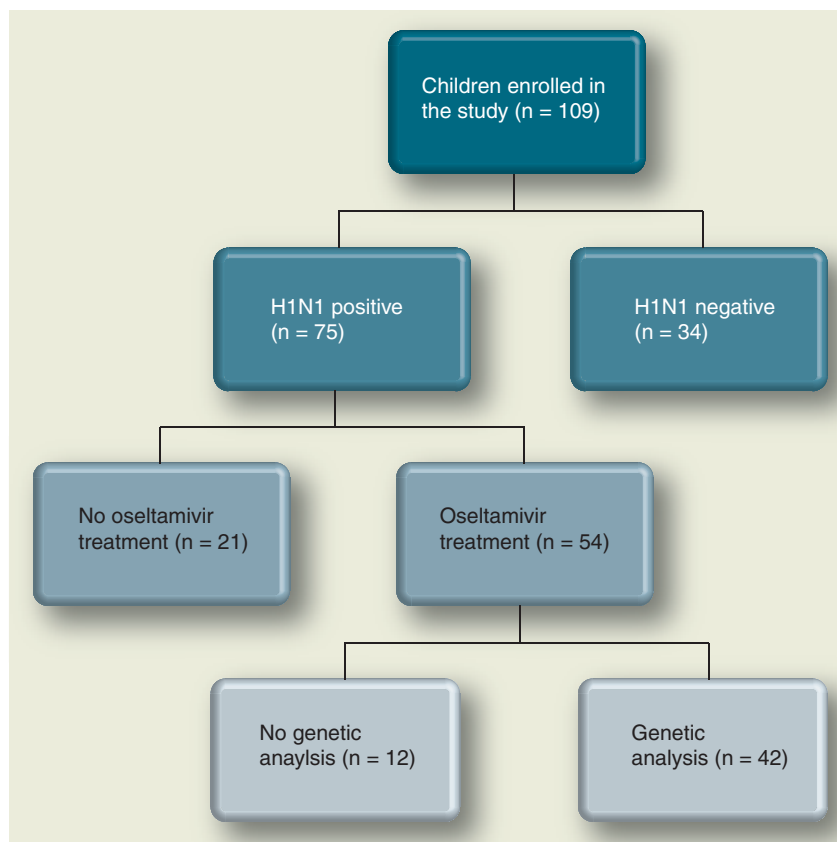 Children enrolled in
the study (n = 109)
H1N1 positive
(n = 75)
H1N1 negative
(n = 34)
No oseltamivir
treatment (n = 21)
Oseltamivir
treatment (n = 54)
No genetic
anaylsis (n = 12)
Genetic
analysis (n = 42)